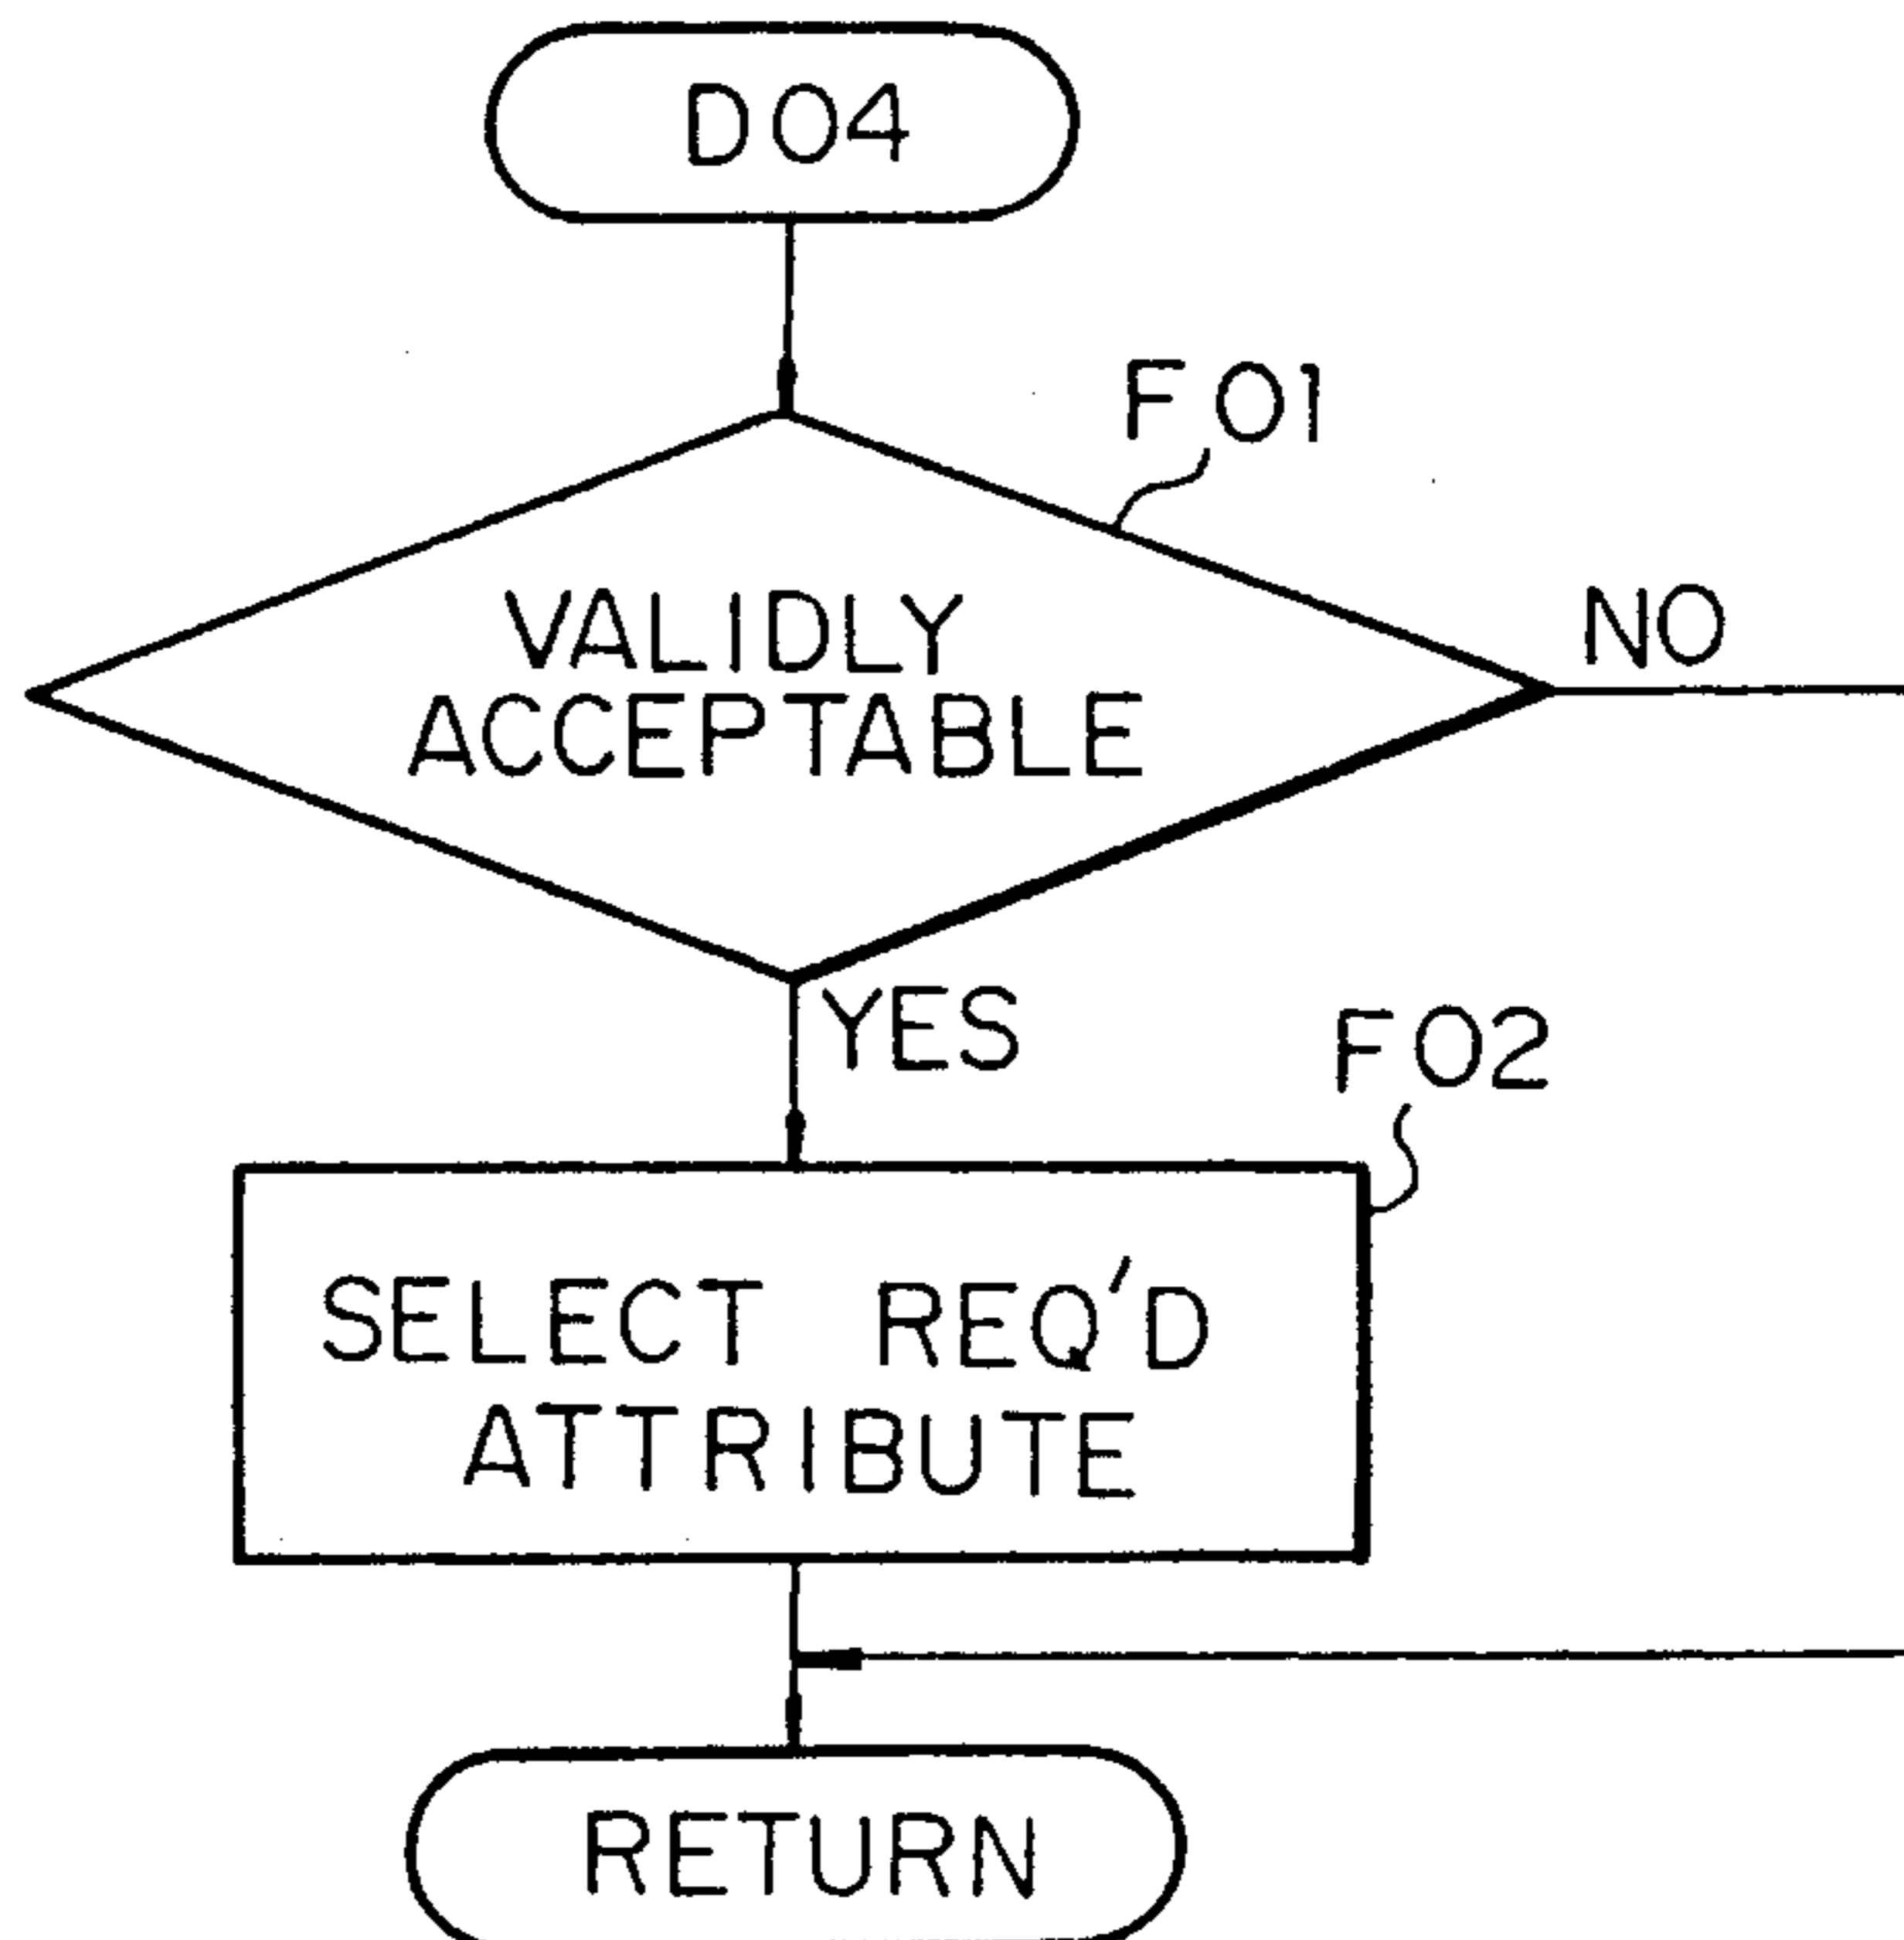 D04
F01
VALIDLY
ACCEPTABLE
NO
YES
F02
SELECT REQ'D
ATTRIBUTE
RETURN